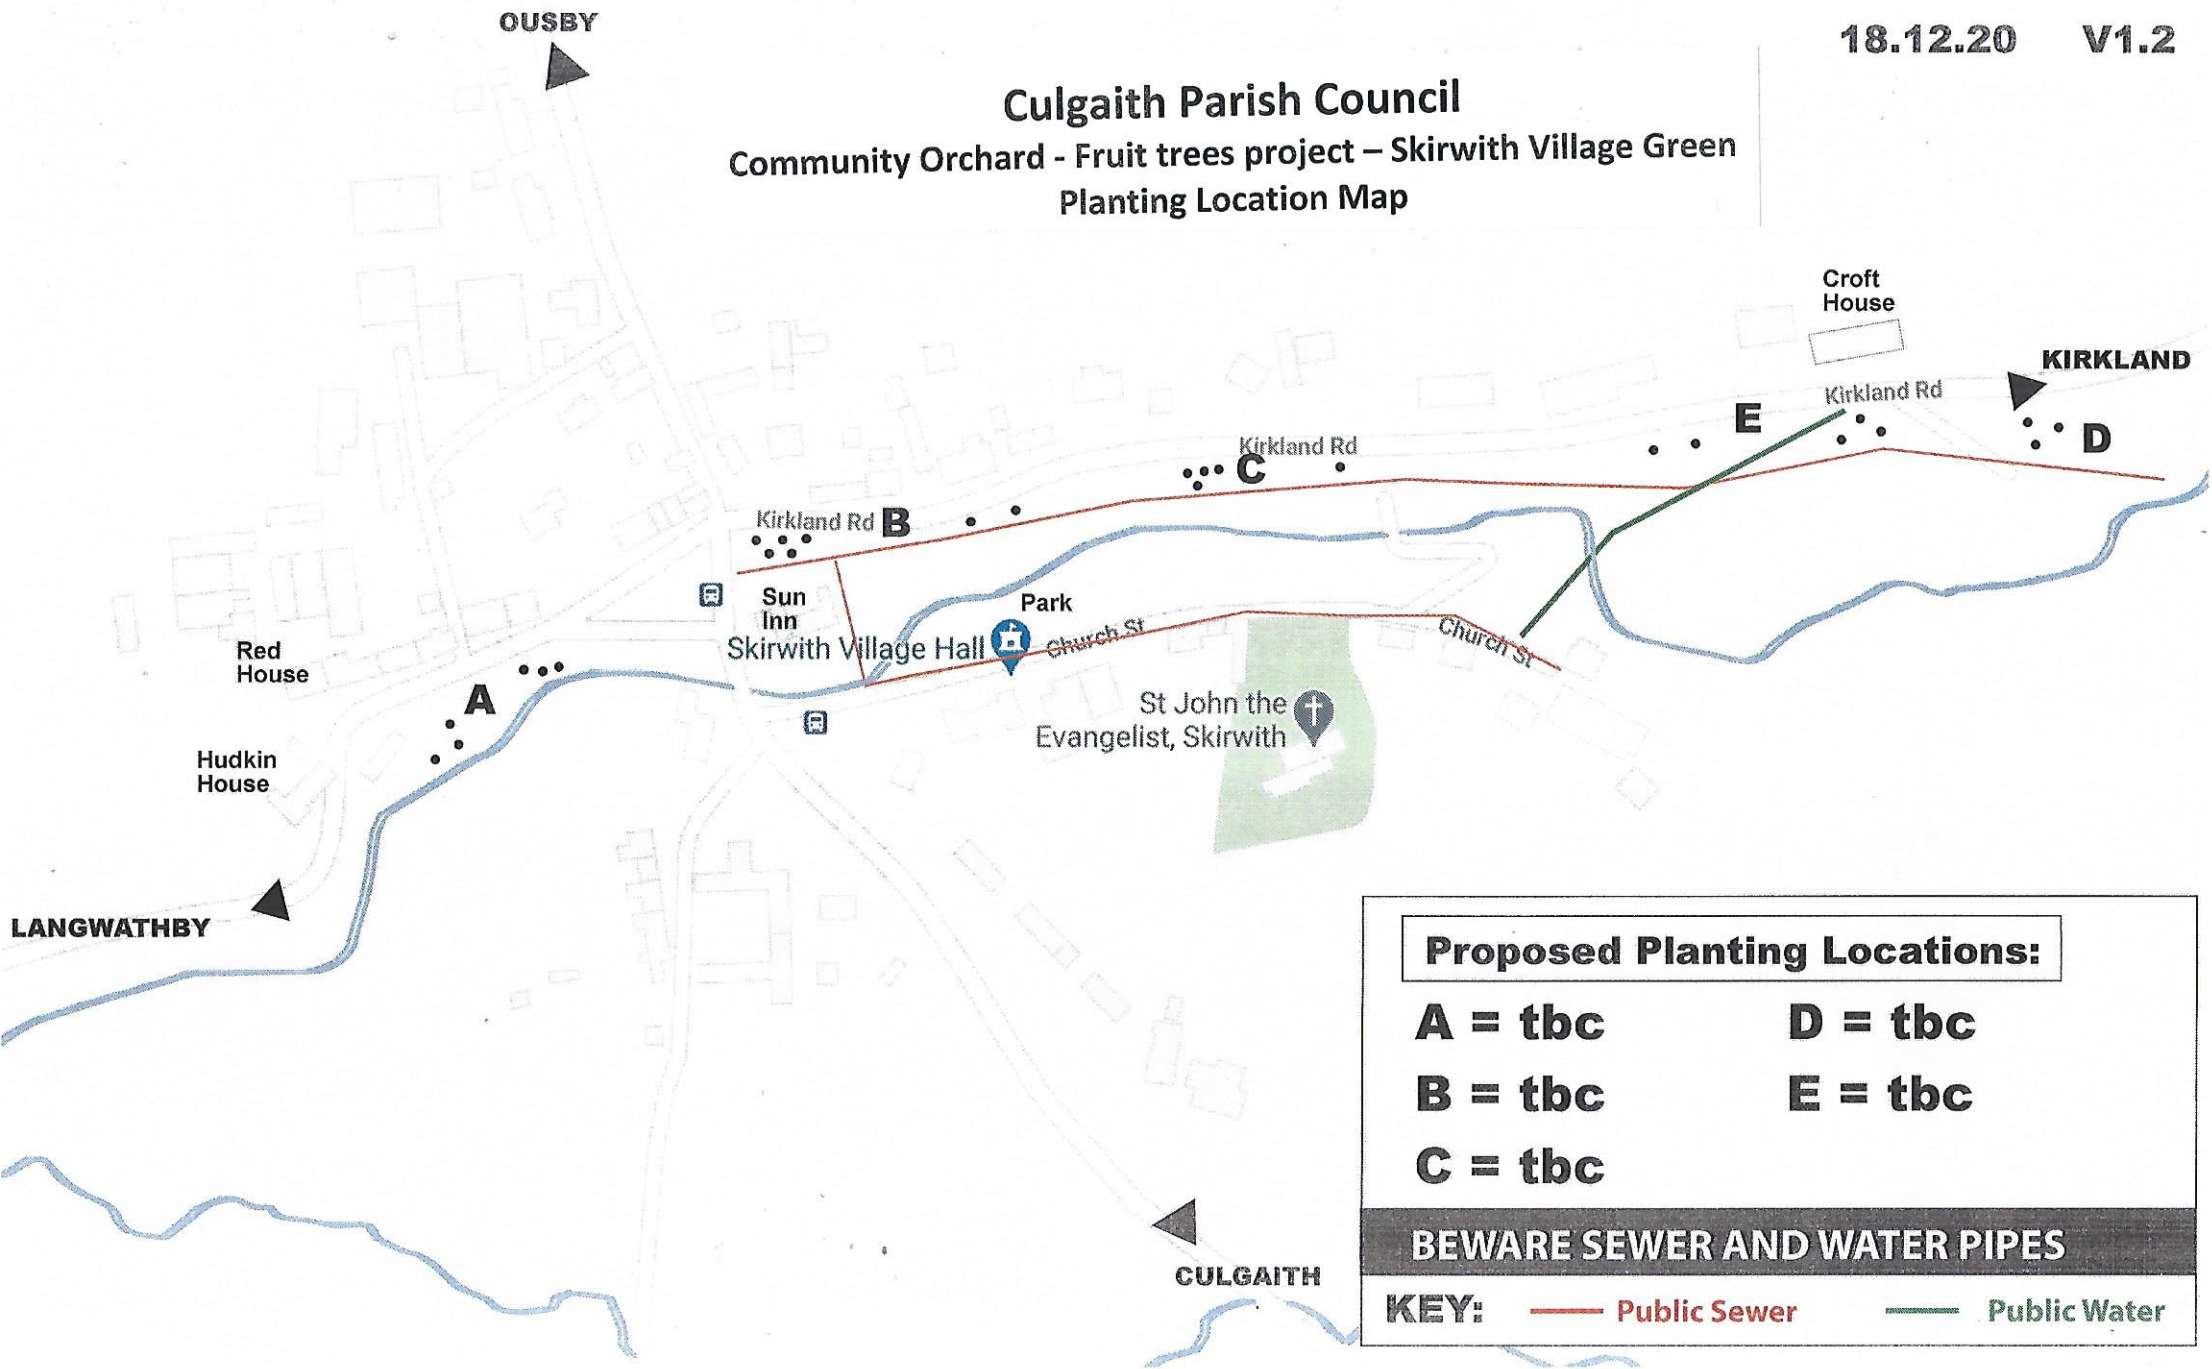 OUSBY
18.12.20 V1.2
Culgaith Parish Council
Community Orchard - Fruit trees project – Skirwith Village Green
Planting Location Map
Croft
House
KIRKLAND
Kirkland Rd
E
D
Kirkland Rd
C
Kirkland Rd B
Sun
Inn
Park
Skirwith Village Hall
Church St
Church St
Red
House
A
St John the
Evangelist, Skirwith
Hudkin
House
LANGWATHBY
CULGAITH
Proposed Planting Locations:
A = tbc D = tbc
B = tbc E = tbc
C = tbc
BEWARE SEWER AND WATER PIPES
KEY: Public Sewer Public Water